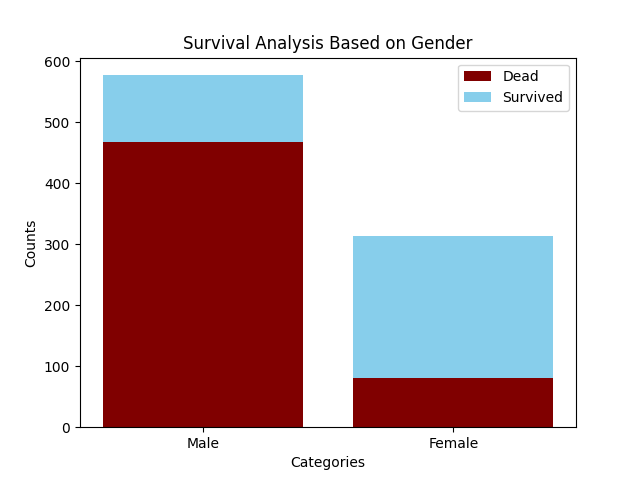 Survival Analysis Based on Gender
Dead
Survived
600
500
400
300
200
100
0
Counts
Male
Female
Categories